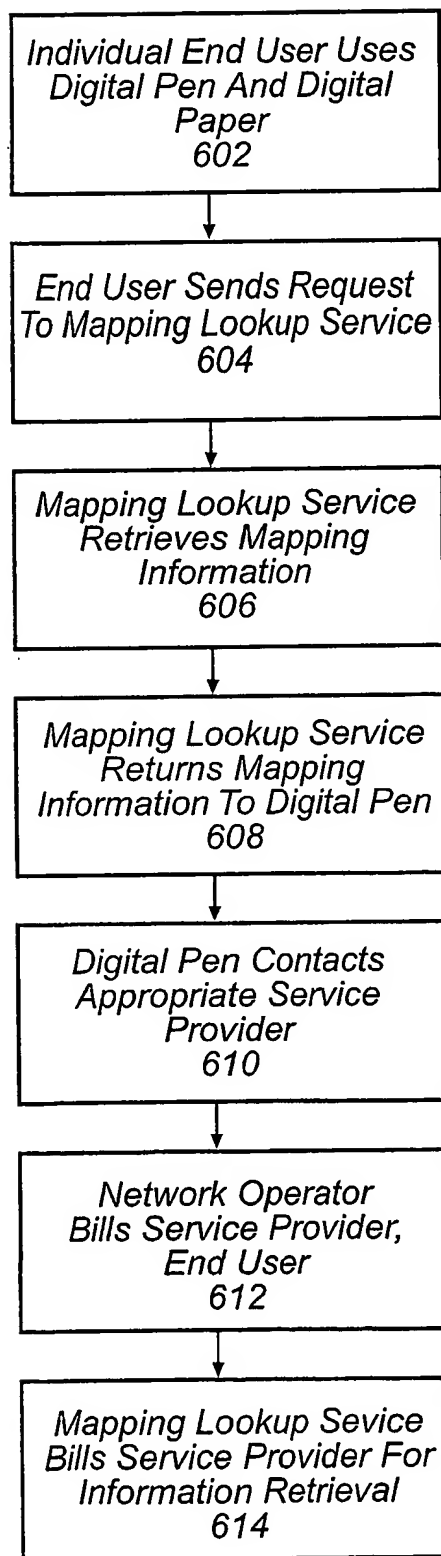 Individual End User Uses
Digital Pen And Digital
Paper
602
End User Sends Request
To Mapping Lookup Service
604
Mapping Lookup Service
Retrieves Mapping
Information
606
Mapping Lookup Service
Returns Mapping
Information To Digital Pen
608
Digital Pen Contacts
Appropriate Service
Provider
610
Network Operator
Bills Service Provider,
End User
612
Mapping Lookup Sevice
Bills Service Provider For
Information Retrieval
614